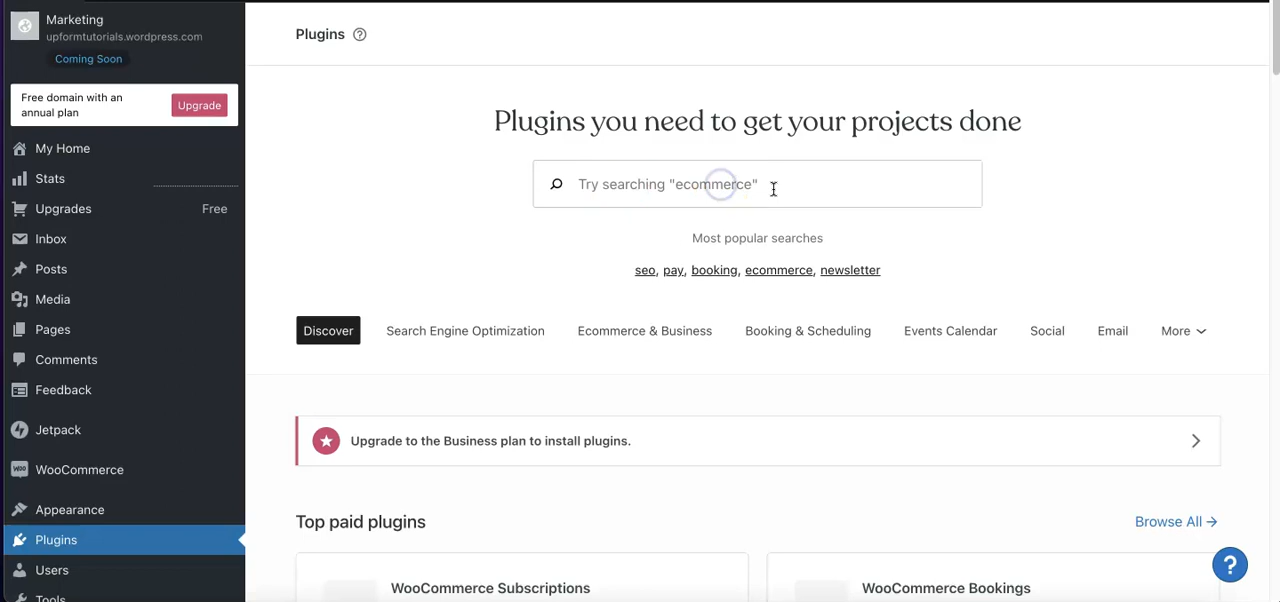 Marketing
upformtutorials.wordpress.com
Coming Soon
Free domain with an
annual plan
Upgrade
My Home
Stats
Upgrades Free
Inbox
Posts
Media
Pages
Comments
Feedback
Jetpack
WooCommerce
Appearance
Plugins
Users
Tools
Plugins
Plugins you need to get your projects done
Try searching "ecommerce"
Most popular searches
seo, pay, booking, ecommerce, newsletter
Discover Search Engine Optimization Ecommerce & Business Booking & Scheduling Events Calendar Social Email More
Upgrade to the Business plan to install plugins.
Top paid plugins Browse All
WooCommerce Subscriptions WooCommerce Bookings
?